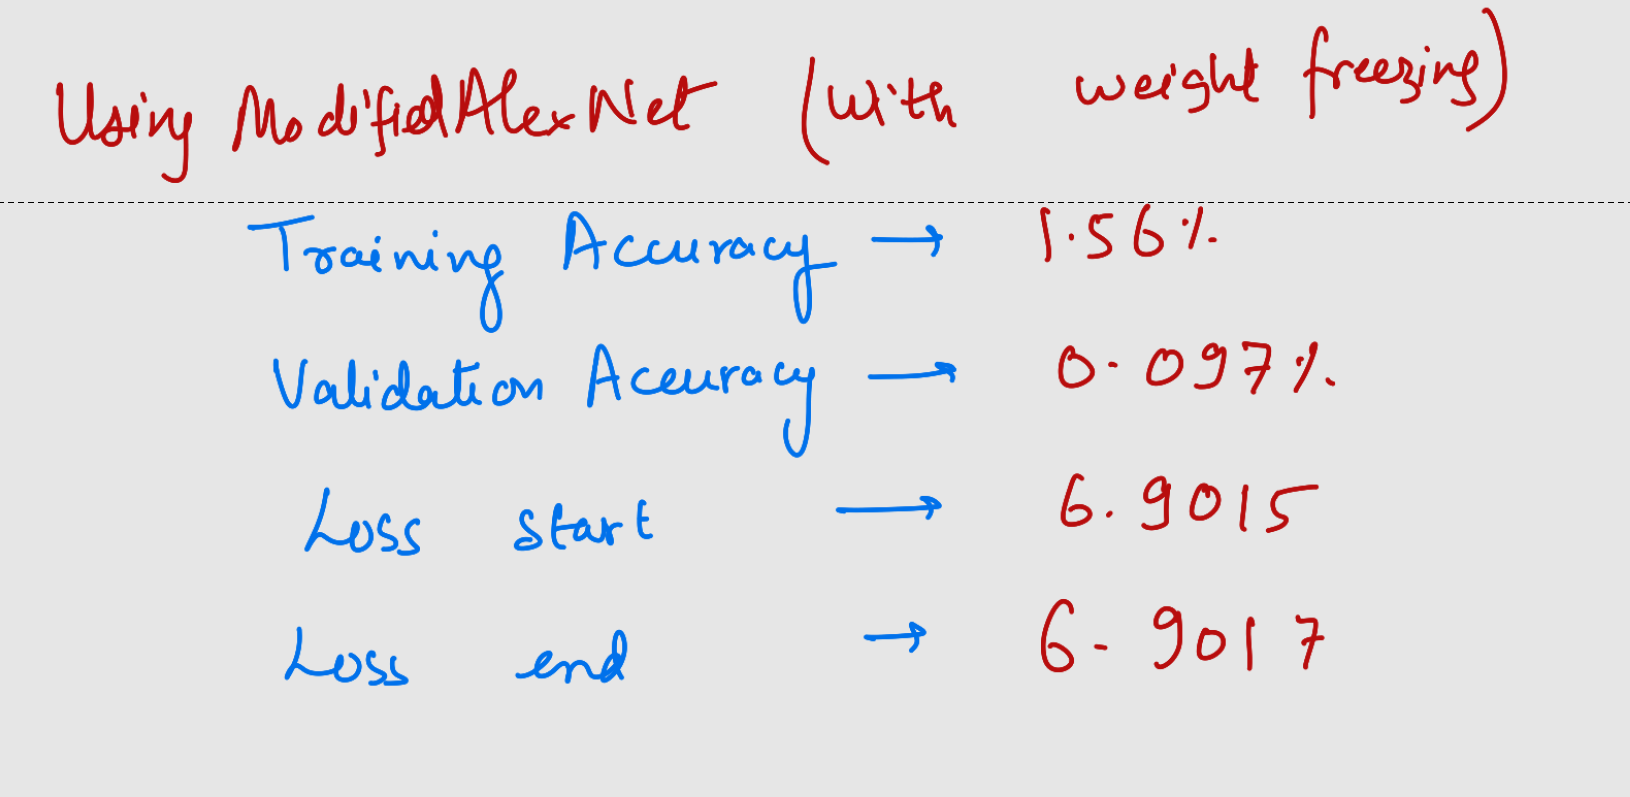 Using ModifiedAlexNet (With weight freezing)
Training Accuracy → 1.56%
Validation Accuracy → 0.097%
Loss start → 6.9015
Loss end → 6.9017